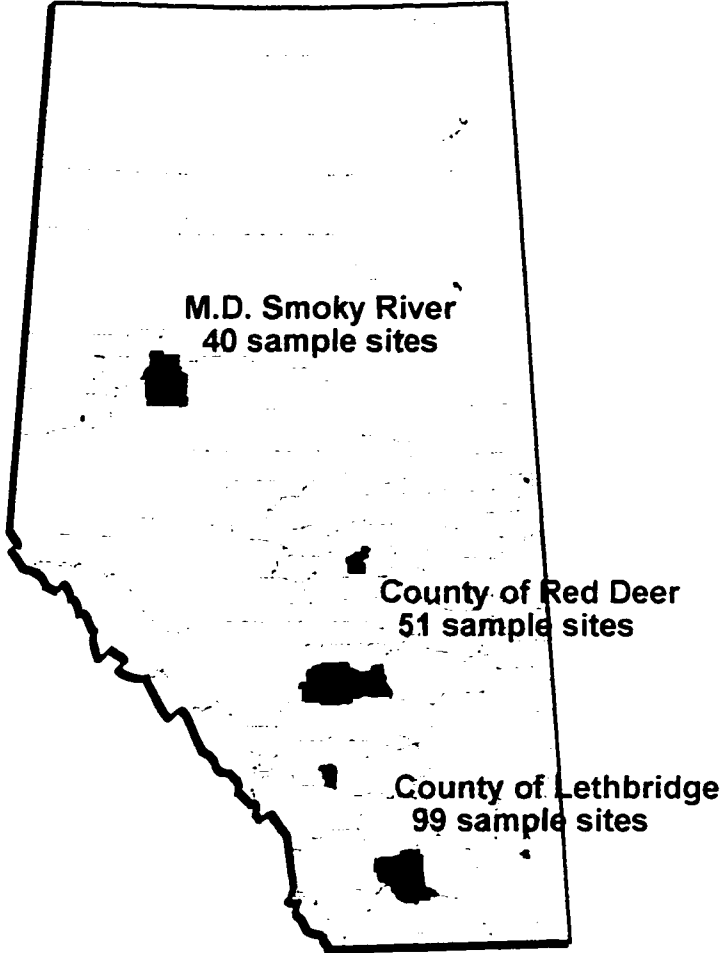 M.D. Smoky River
40 sample sites
County of Red Deer
51 sample sites
County of Lethbridge
99 sample sites